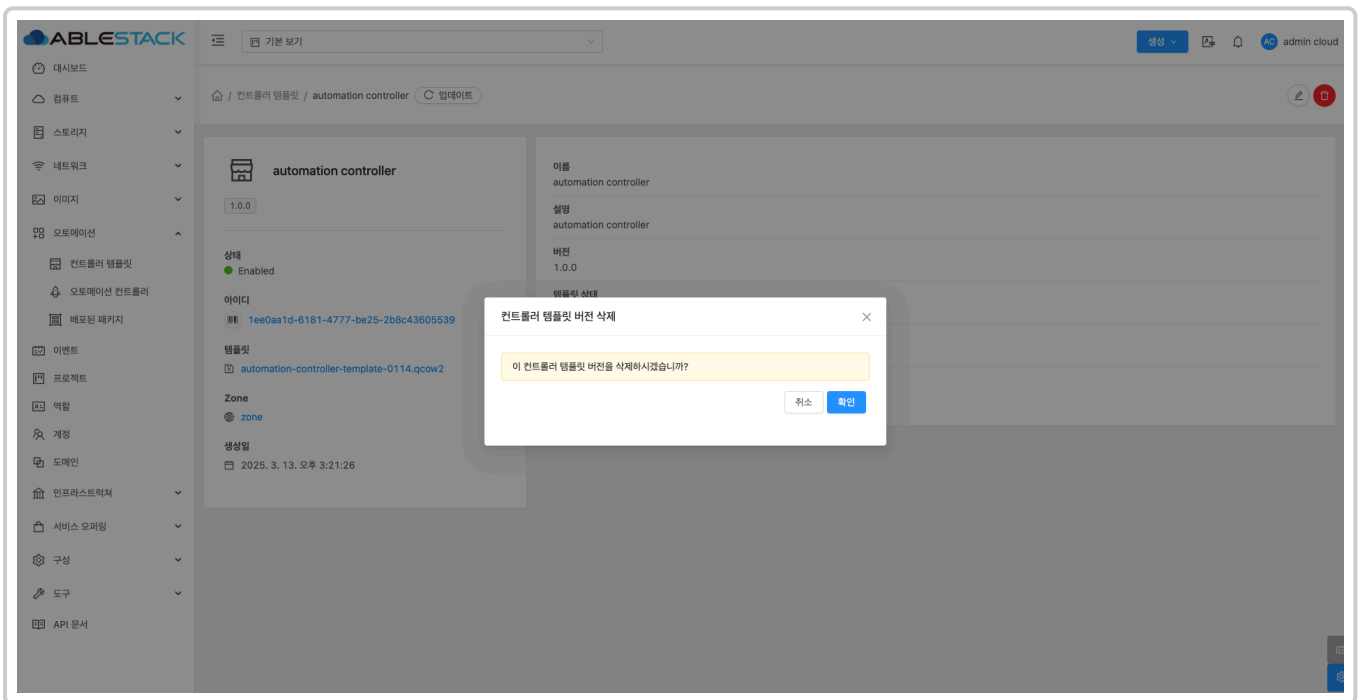 ABLESTACK
기본 보기
생성
AC
admin cloud
대시보드
컴퓨트
스토리지
네트워크
이미지
오토메이션
컨트롤러 템플릿
오토메이션 컨트롤러
배포된 패키지
이벤트
프로젝트
역할
계정
도메인
인프라스트럭쳐
서비스 오퍼링
구성
도구
API 문서
/ 컨트롤러 템플릿 / automation controller
업데이트
automation controller
1.0.0
상태
Enabled
아이디
1ee0aa1d-6181-4777-be25-2b8c43605539
템플릿
automation-controller-template-0114.qcow2
Zone
zone
생성일
2025. 3. 13. 오후 3:21:26
이름
automation controller
설명
automation controller
버전
1.0.0
템플릿 상태
컨트롤러 템플릿 버전 삭제
이 컨트롤러 템플릿 버전을 삭제하시겠습니까?
취소
확인